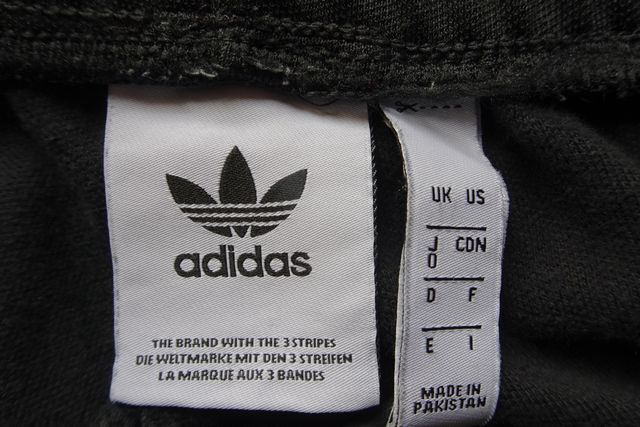 adidas
THE BRAND WITH THE 3 STRIPES
DIE WELTMARKE MIT DEN 3 STREIFEN
LA MARQUE AUX 3 BANDES
UK US
J
O CDN
D F
E I
MADE IN
PAKISTAN